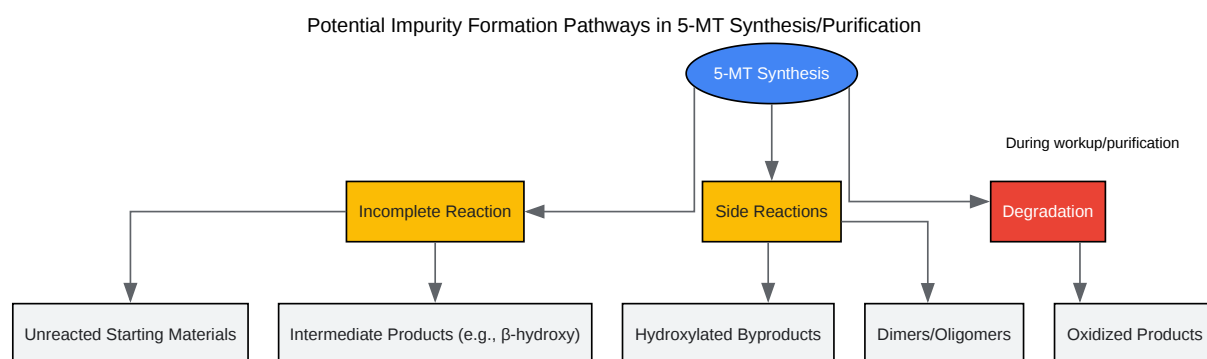 Potential Impurity Formation Pathways in 5-MT Synthesis/Purification
5-MT Synthesis
During workup/purification
Incomplete Reaction
Side Reactions
Degradation
Unreacted Starting Materials
Intermediate Products (e.g., β-hydroxy)
Hydroxylated Byproducts
Dimers/Oligomers
Oxidized Products